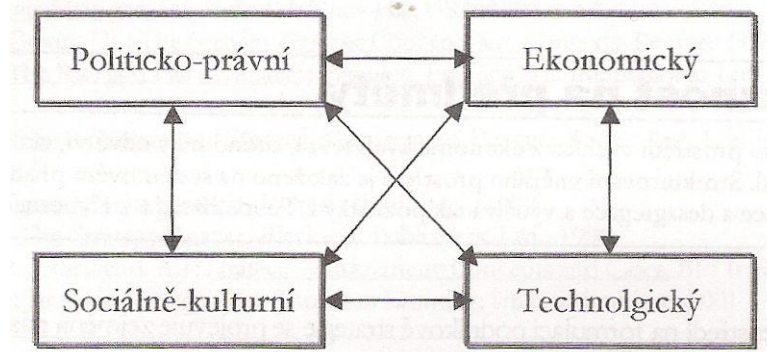 Politicko-právní
Ekonomický
Sociálně-kulturní
Technolgický